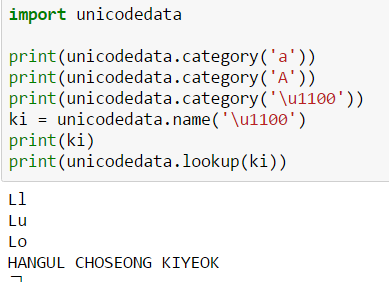 import unicodedata
print(unicodedata.category('a'))
print(unicodedata.category('A'))
print(unicodedata.category('\u1100'))
ki = unicodedata.name('\u1100')
print(ki)
print(unicodedata.lookup(ki))
Ll
Lu
Lo
HANGUL CHOSEONG KIYEOK
ᄀ